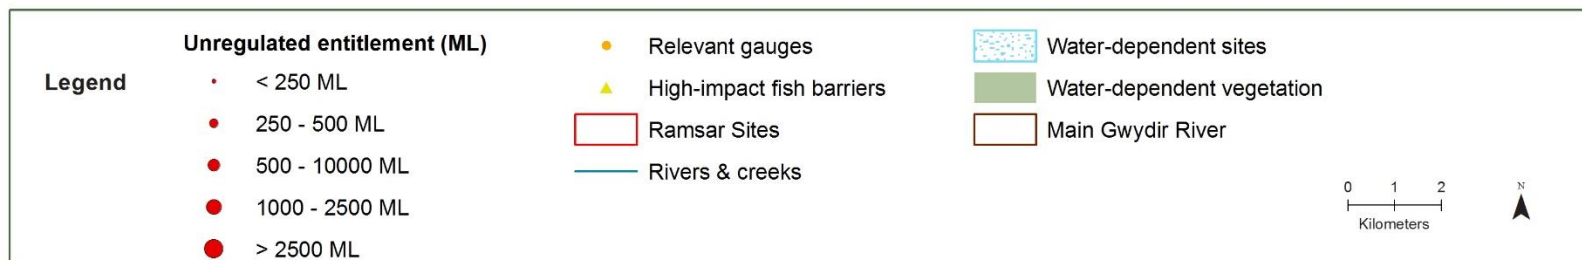 Legend
Unregulated entitlement (ML)
< 250 ML
250 - 500 ML
500 - 10000 ML
1000 - 2500 ML
> 2500 ML
Relevant gauges
High-impact fish barriers
Ramsar Sites
Rivers & creeks
Water-dependent sites
Water-dependent vegetation
Main Gwydir River
0 1 2
Kilometers
N